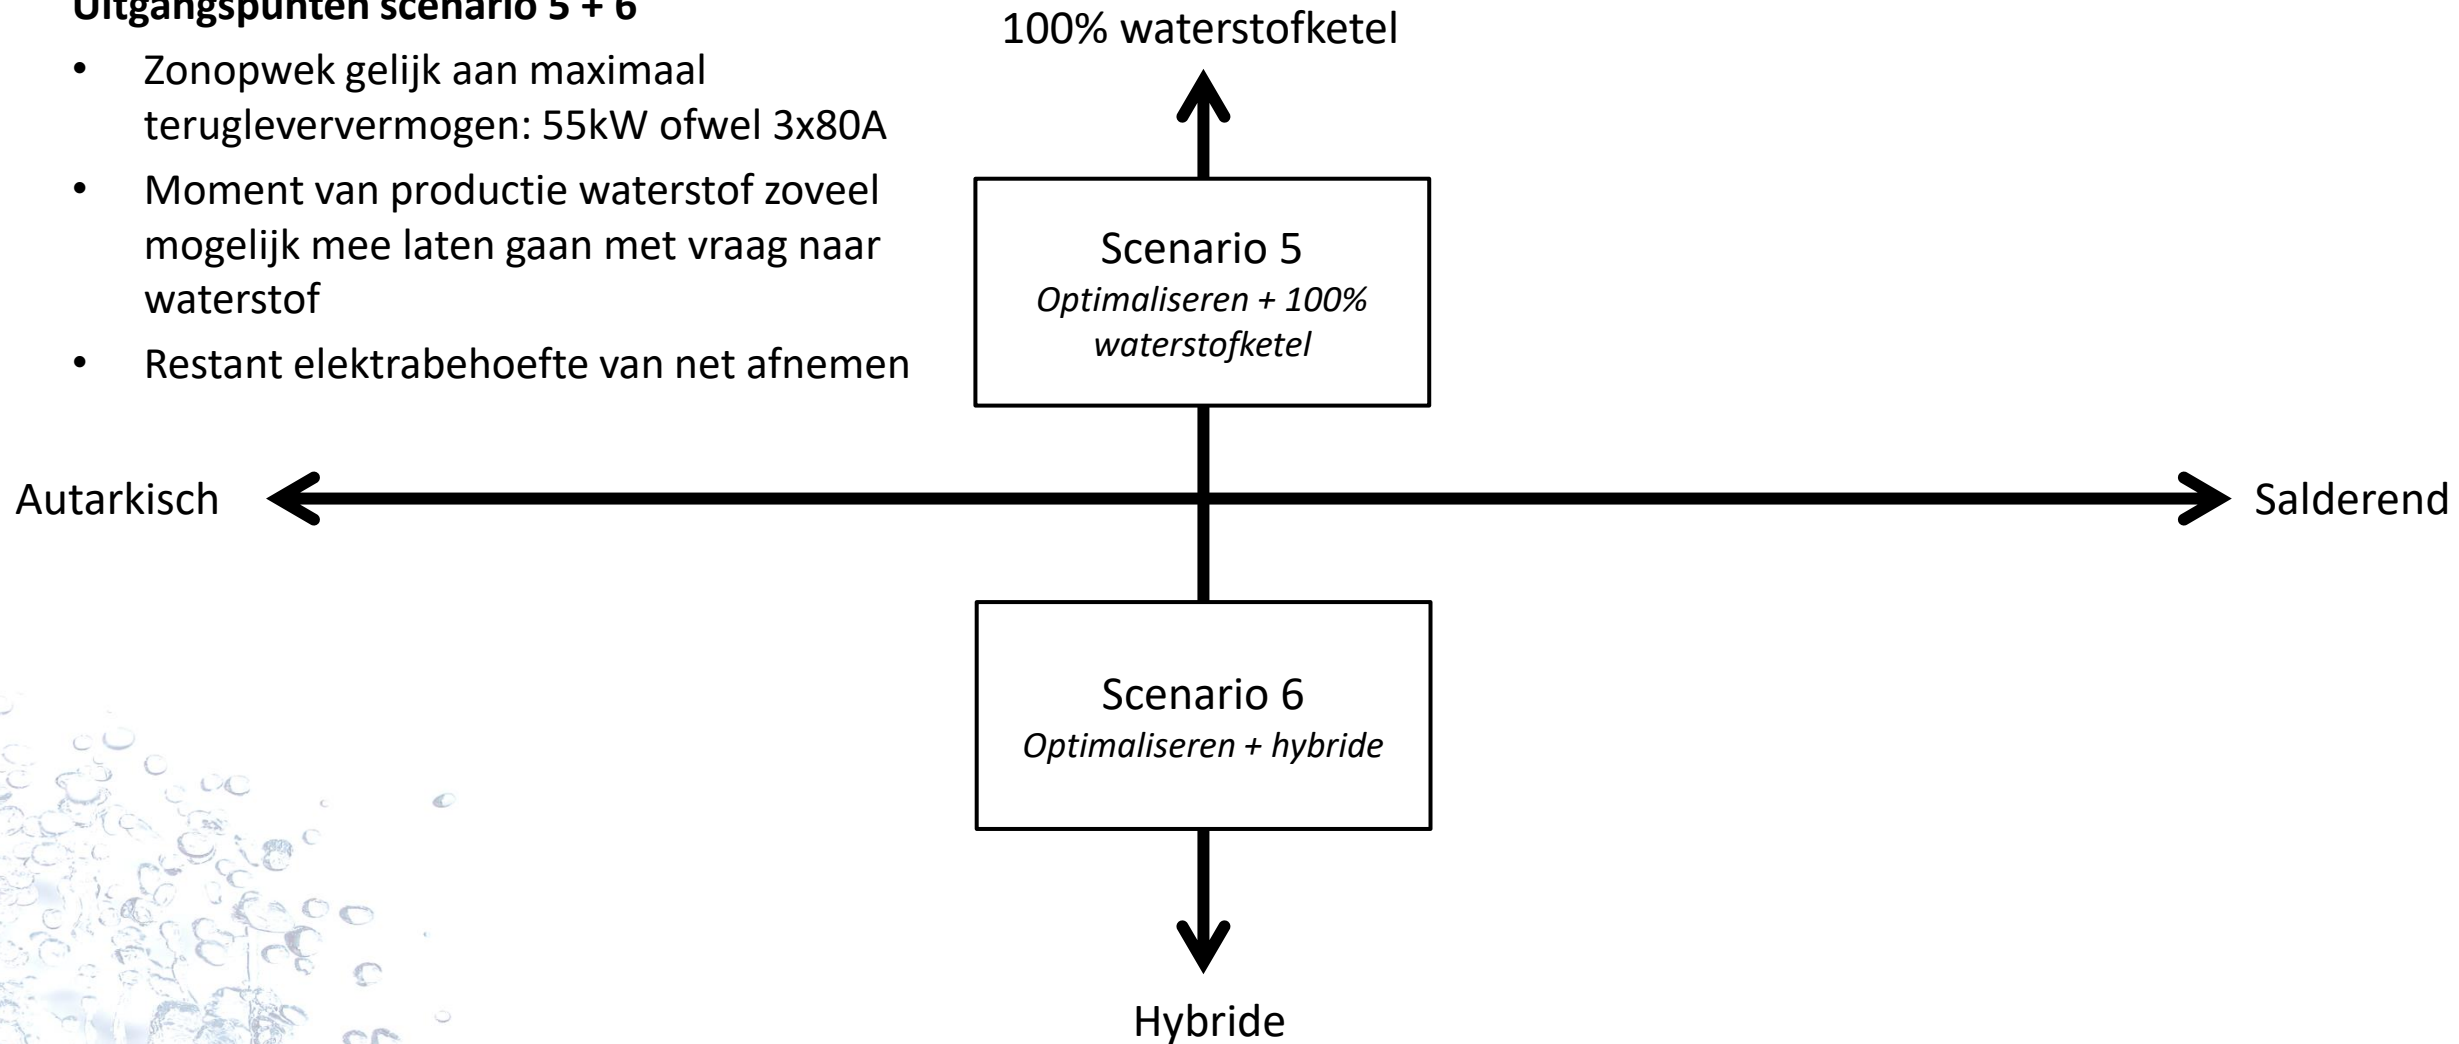 Uitgangspunten scenario 5 + 6
• Zonopwek gelijk aan maximaal
terugleververmogen: 55kW ofwel 3x80A
• Moment van productie waterstof zoveel
mogelijk mee laten gaan met vraag naar
waterstof
• Restant elektrabehoefte van net afnemen
100% waterstofketel
Scenario 5
Optimaliseren + 100%
waterstofketel
Autarkisch
Salderend
Scenario 6
Optimaliseren + hybride
Hybride